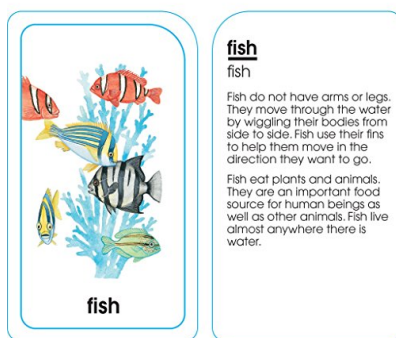 fish
fish
fish
Fish do not have arms or legs.
They move through the water
by wiggling their bodies from
side to side. Fish use their fins
to help them move in the
direction they want to go.
Fish eat plants and animals.
They are an important food
source for human beings as
well as other animals. Fish live
almost anywhere there is
water.